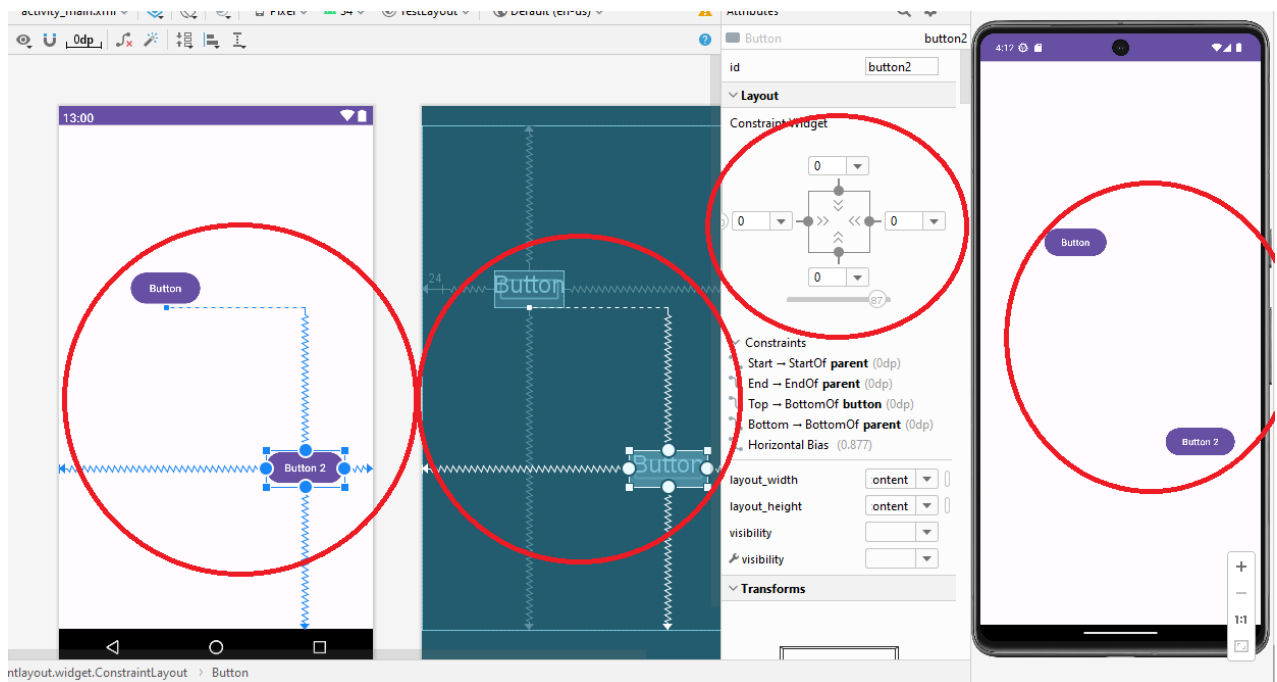 activity_main.xml
Pixel
34
TestLayout
Default (en-us)
Attributes
0dp
Button
button2
id
button2
Layout
Constraint Widget
0
0
0
0
87
Constraints
Start → StartOf parent (0dp)
End → EndOf parent (0dp)
Top → BottomOf button (0dp)
Bottom → BottomOf parent (0dp)
Horizontal Bias (0.877)
layout_width
ontent
layout_height
ontent
visibility
visibility
Transforms
13:00
Button
Button 2
24
Button
Button
4:12
Button
Button 2
+
−
1:1
ntlayout.widget.ConstraintLayout > Button